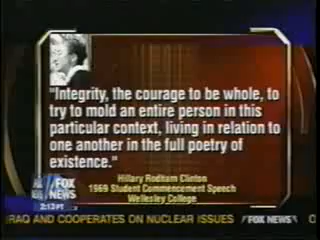 "Integrity, the courage to be whole, to
try to mold an entire person in this
particular context, living in relation to
one another in the full poetry of
existence."
Hillary Rodham Clinton
1969 Student Commencement Speech
Wellesley College
FOX
NEWS
2:13 PT
RAQ AND COOPERATES ON NUCLEAR ISSUES
FOX NEWS